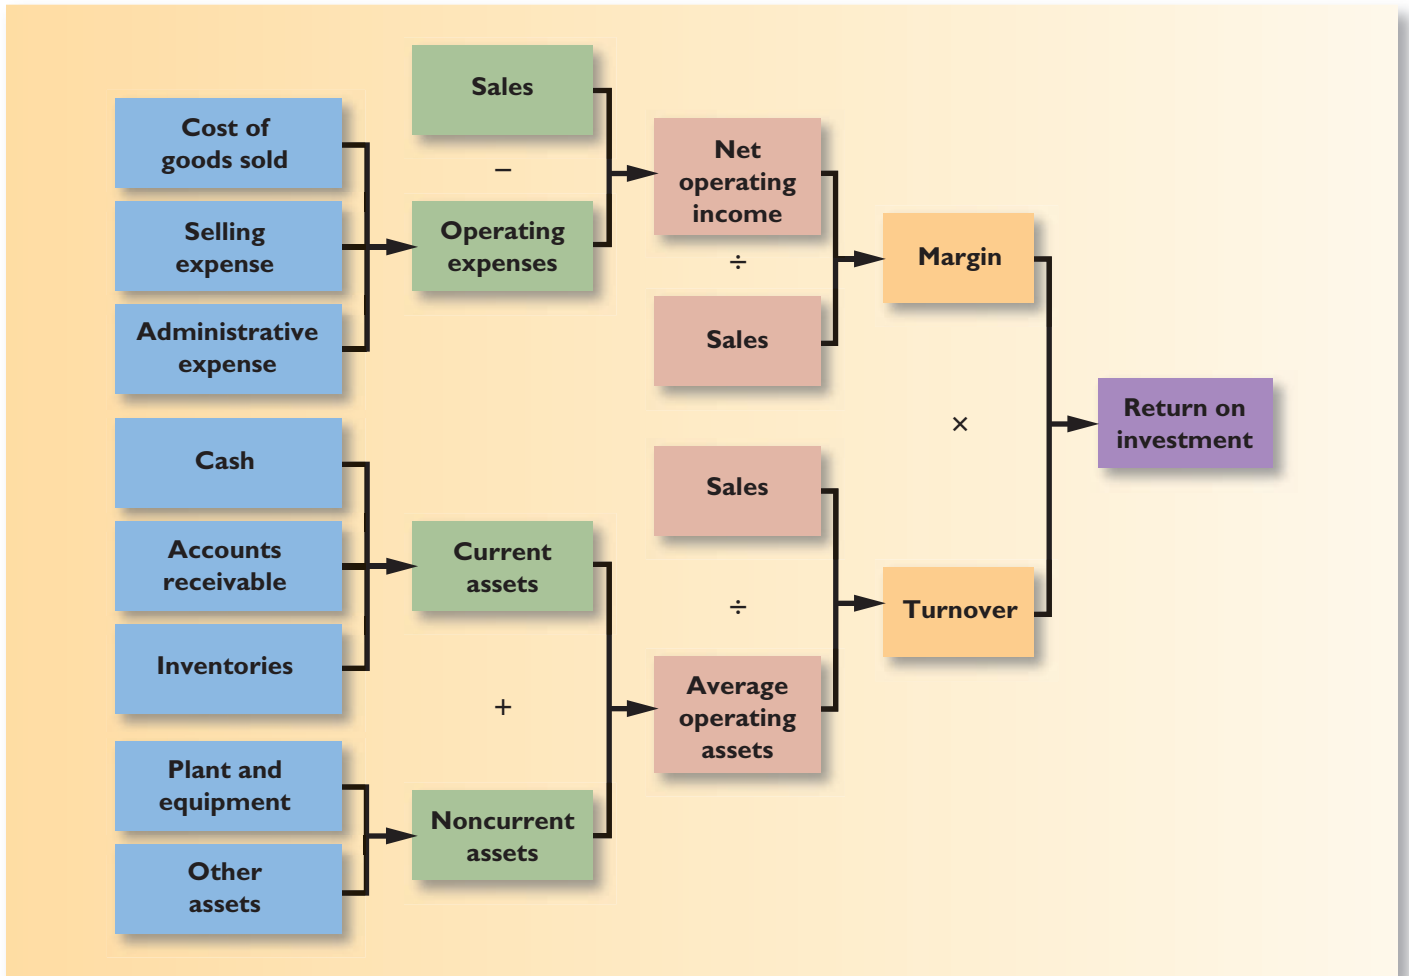 Cost of
goods sold
Selling
expense
Administrative
expense
Cash
Accounts
receivable
Inventories
Plant and
equipment
Other
assets
Sales
−
Operating
expenses
Current
assets
+
Noncurrent
assets
Net
operating
income
÷
Sales
Sales
÷
Average
operating
assets
Margin
×
Turnover
Return on
investment